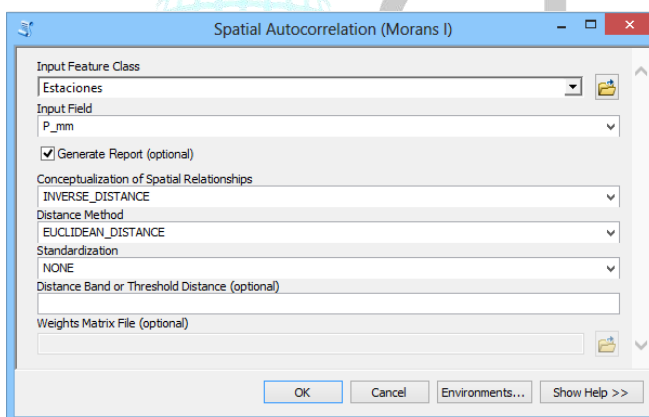 Spatial Autocorrelation (Morans I)
Input Feature Class
Estaciones
Input Field
P_mm
Generate Report (optional)
Conceptualization of Spatial Relationships
INVERSE_DISTANCE
Distance Method
EUCLIDEAN_DISTANCE
Standardization
NONE
Distance Band or Threshold Distance (optional)
Weights Matrix File (optional)
OK Cancel Environments... Show Help >>